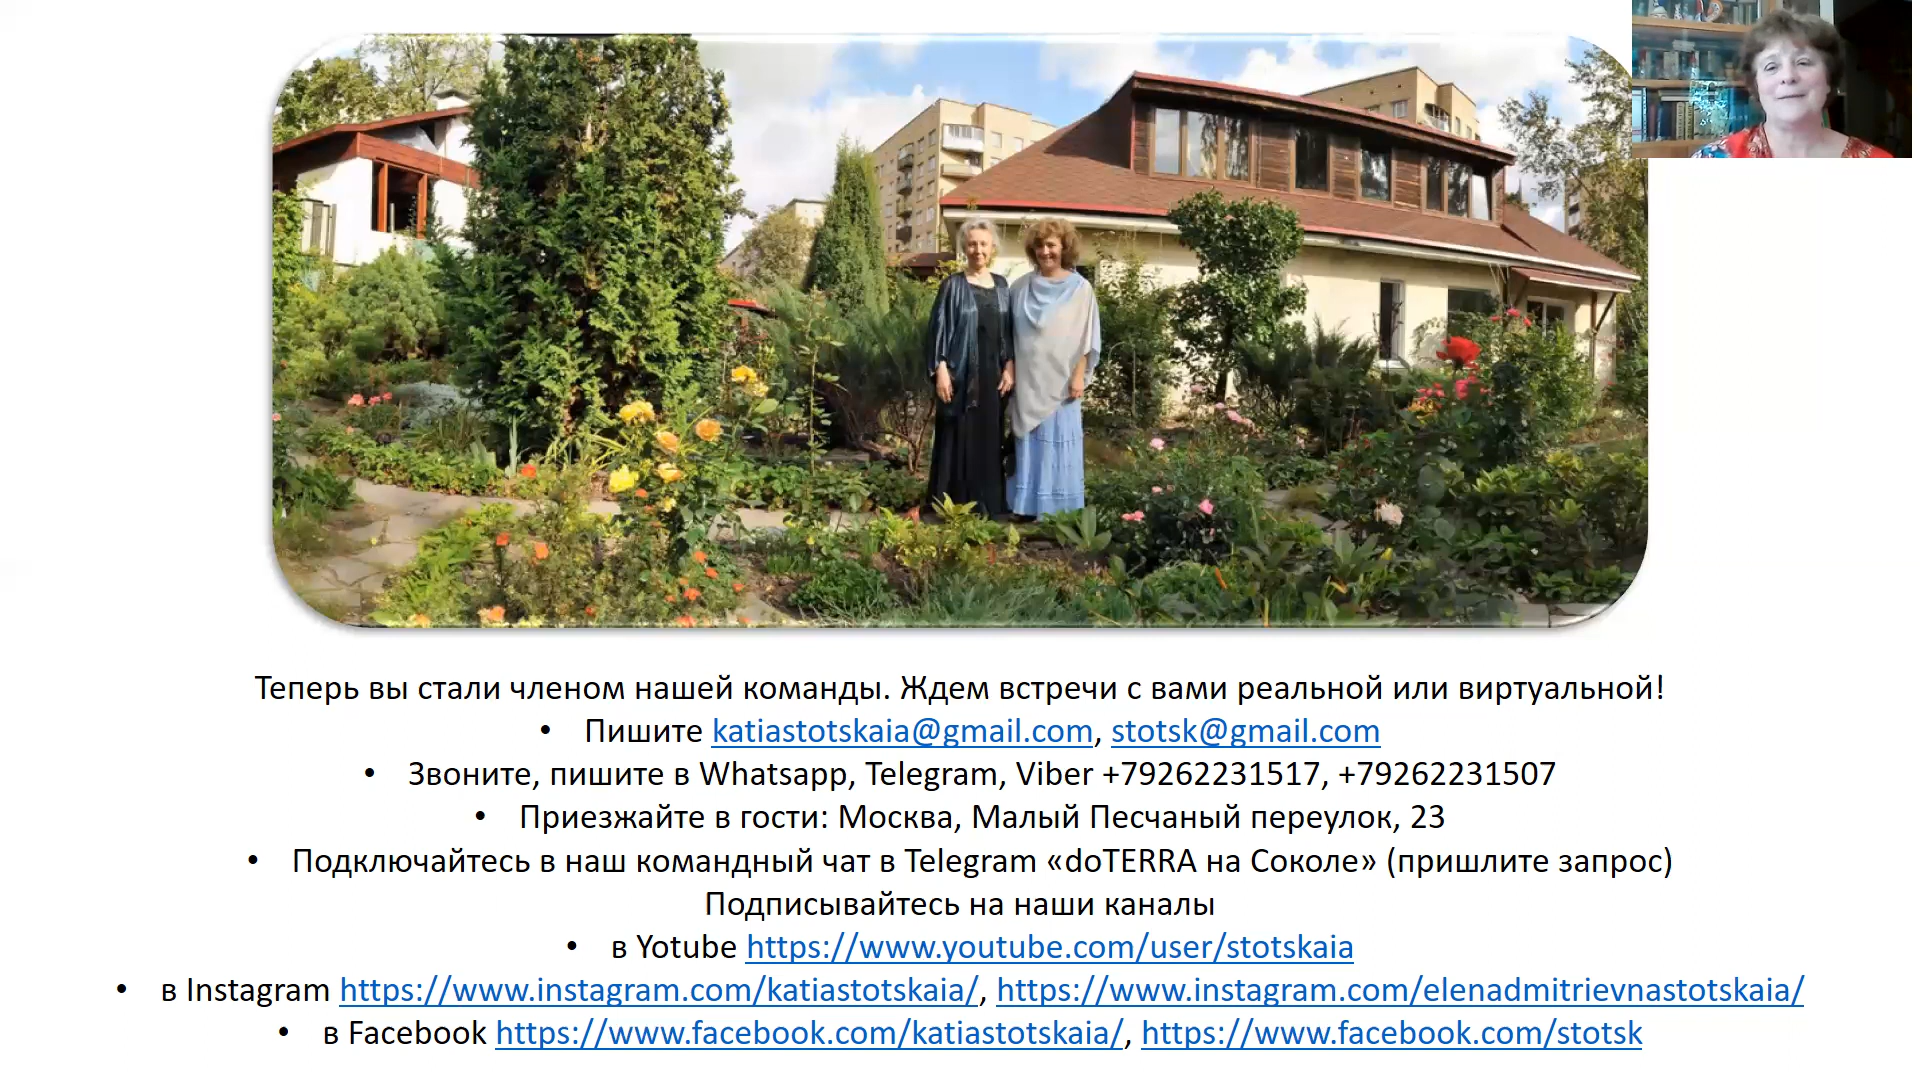 Теперь вы стали членом нашей команды. Ждем встречи с вами реальной или виртуальной!
• Пишите katiastotskaia@gmail.com, stotsk@gmail.com
• Звоните, пишите в Whatsapp, Telegram, Viber +79262231517, +79262231507
• Приезжайте в гости: Москва, Малый Песчаный переулок, 23
• Подключайтесь в наш командный чат в Telegram «doTERRA на Соколе» (пришлите запрос)
Подписывайтесь на наши каналы
• в Yotube https://www.youtube.com/user/stotskaia
• в Instagram https://www.instagram.com/katiastotskaia/, https://www.instagram.com/elenadmitrievnastotskaia/
• в Facebook https://www.facebook.com/katiastotskaia/, https://www.facebook.com/stotsk